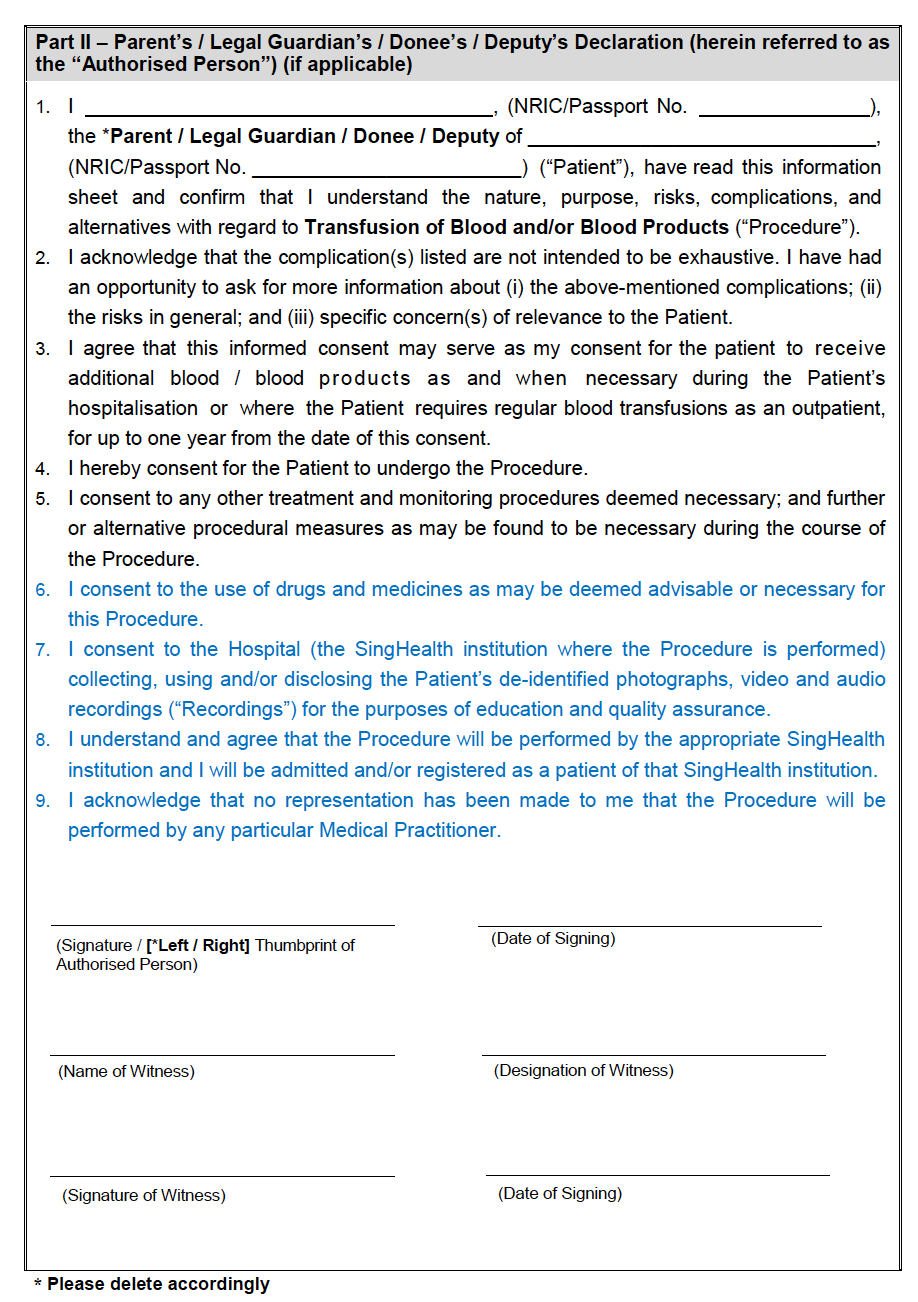 Part II – Parent's / Legal Guardian's / Donee's / Deputy's Declaration (herein referred to as
the “Authorised Person”) (if applicable)
1. I ____________________, (NRIC/Passport No. ____________________),
the *Parent / Legal Guardian / Donee / Deputy of ____________________,
(NRIC/Passport No. ____________________) (“Patient”), have read this information
sheet and confirm that I understand the nature, purpose, risks, complications, and
alternatives with regard to Transfusion of Blood and/or Blood Products (“Procedure”).
2. I acknowledge that the complication(s) listed are not intended to be exhaustive. I have had
an opportunity to ask for more information about (i) the above-mentioned complications; (ii)
the risks in general; and (iii) specific concern(s) of relevance to the Patient.
3. I agree that this informed consent may serve as my consent for the patient to receive
additional blood / blood products as and when necessary during the Patient's
hospitalisation or where the Patient requires regular blood transfusions as an outpatient,
for up to one year from the date of this consent.
4. I hereby consent for the Patient to undergo the Procedure.
5. I consent to any other treatment and monitoring procedures deemed necessary; and further
or alternative procedural measures as may be found to be necessary during the course of
the Procedure.
6. I consent to the use of drugs and medicines as may be deemed advisable or necessary for
this Procedure.
7. I consent to the Hospital (the SingHealth institution where the Procedure is performed)
collecting, using and/or disclosing the Patient's de-identified photographs, video and audio
recordings (“Recordings”) for the purposes of education and quality assurance.
8. I understand and agree that the Procedure will be performed by the appropriate SingHealth
institution and I will be admitted and/or registered as a patient of that SingHealth institution.
9. I acknowledge that no representation has been made to me that the Procedure will be
performed by any particular Medical Practitioner.
(Signature / [*Left / Right] Thumbprint of
Authorised Person)
(Date of Signing)
(Name of Witness)
(Designation of Witness)
(Signature of Witness)
(Date of Signing)
* Please delete accordingly